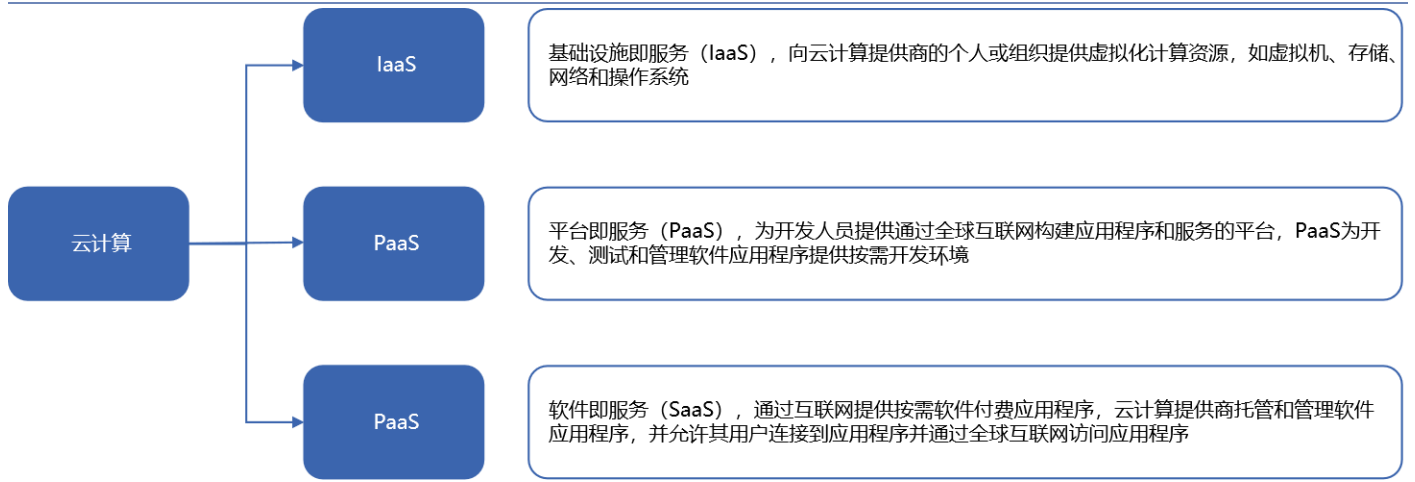 IaaS
基础设施即服务（IaaS），向云计算提供商的个人或组织提供虚拟化计算资源，如虚拟机、存储、
网络和操作系统
云计算
PaaS
平台即服务（PaaS），为开发人员提供通过全球互联网构建应用程序和服务的平台，PaaS为开
发、测试和管理软件应用程序提供按需开发环境
PaaS
软件即服务（SaaS），通过互联网提供按需软件付费应用程序，云计算提供商托管和管理软件
应用程序，并允许其用户连接到应用程序并通过全球互联网访问应用程序